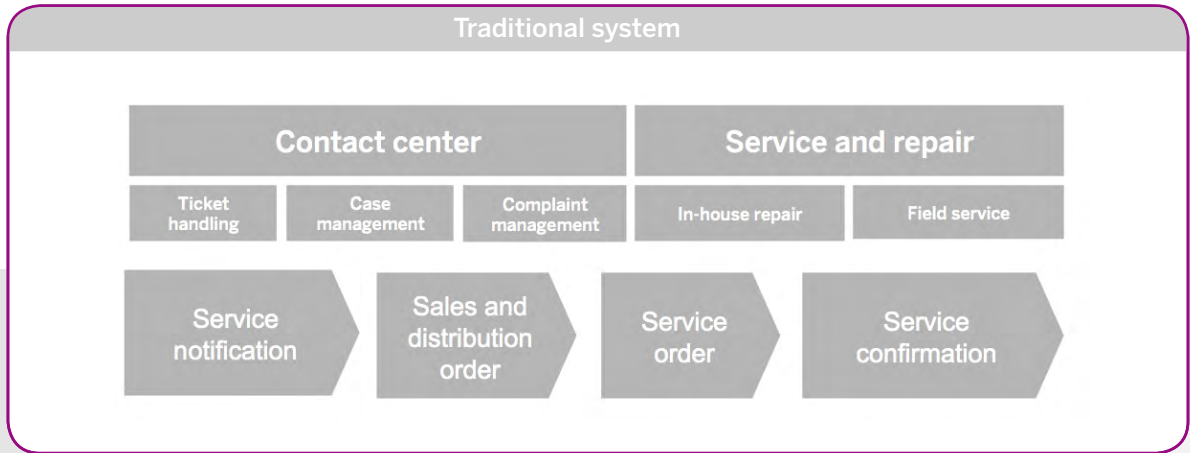 Traditional system
Contact center
Service and repair
Ticket
handling
Case
management
Complaint
management
In-house repair
Field service
Service
notification
Sales and
distribution
order
Service
order
Service
confirmation